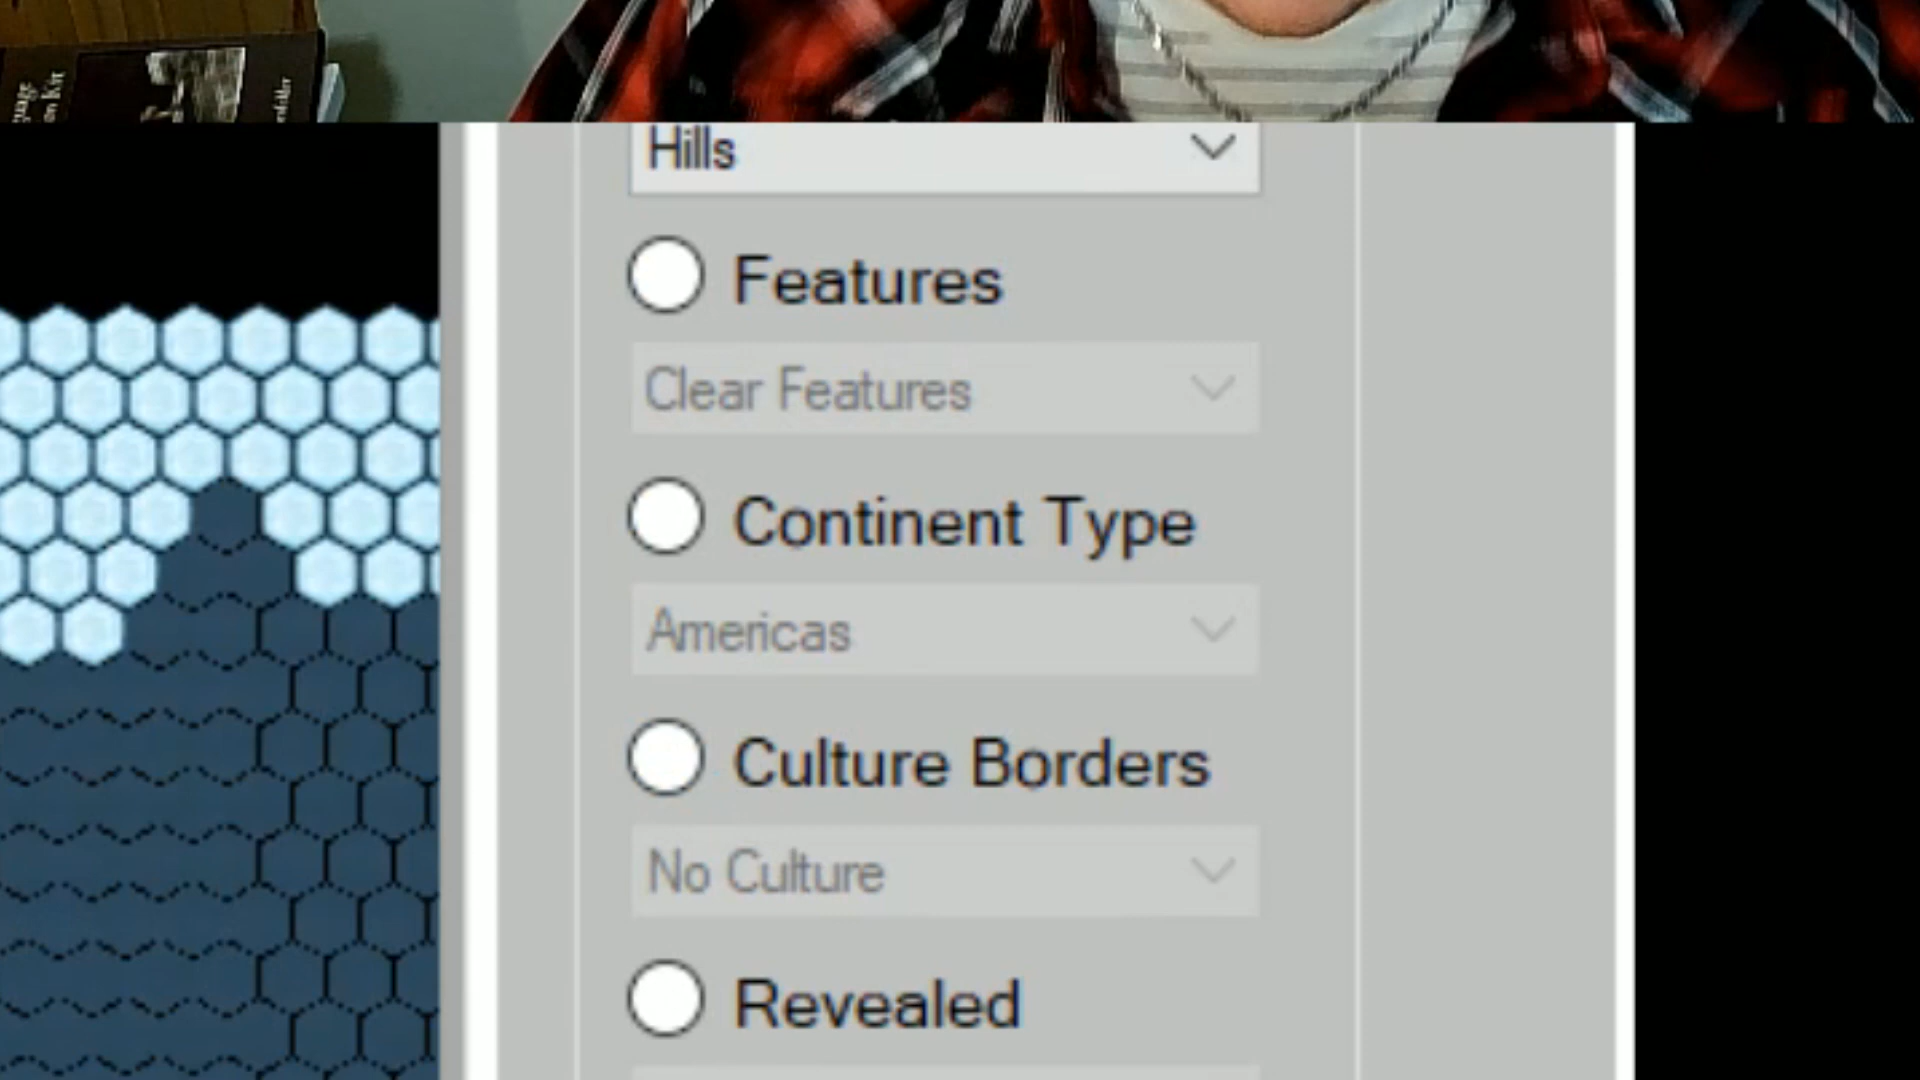 Hills
Features
Clear Features
Continent Type
Americas
Culture Borders
No Culture
Revealed